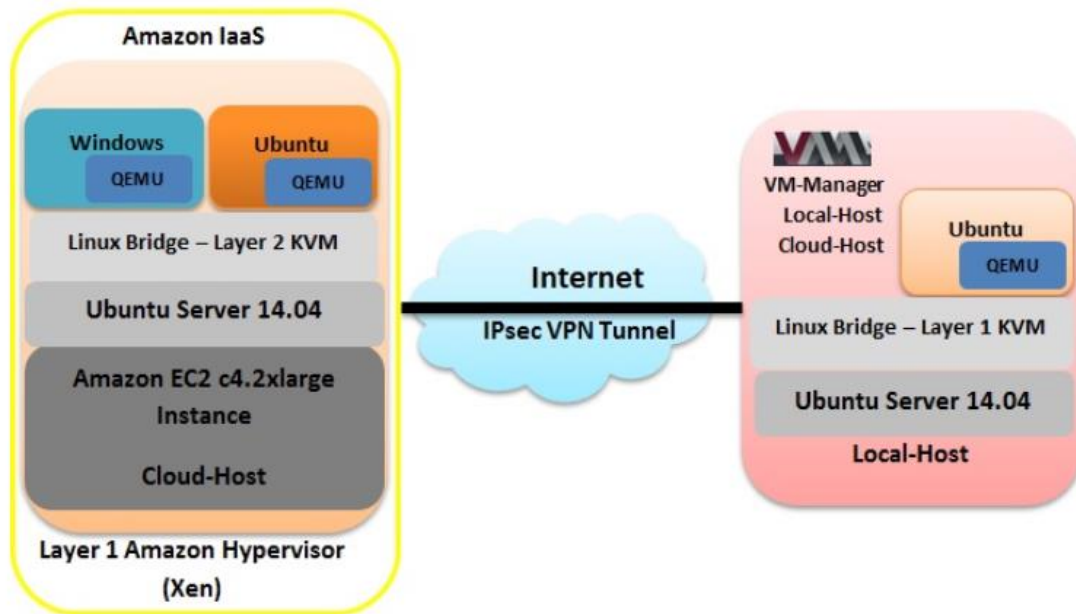 Amazon IaaS
Windows
QEMU
Ubuntu
QEMU
Linux Bridge – Layer 2 KVM
Ubuntu Server 14.04
Amazon EC2 c4.2xlarge
Instance
Cloud-Host
Layer 1 Amazon Hypervisor
(Xen)
Internet
IPsec VPN Tunnel
VM
VM-Manager
Local-Host
Cloud-Host
Ubuntu
QEMU
Linux Bridge – Layer 1 KVM
Ubuntu Server 14.04
Local-Host